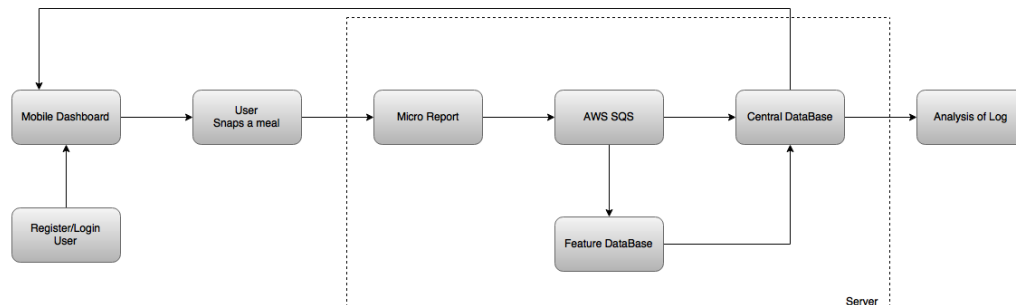 Mobile Dashboard
User
Snaps a meal
Micro Report
AWS SQS
Central DataBase
Analysis of Log
Register/Login
User
Feature DataBase
Server